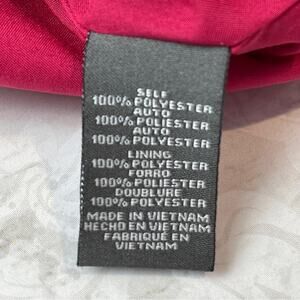 SELF
100% POLYESTER
AUTO
100% POLIESTER
AUTO
100% POLYESTER
LINING
100% POLYESTER
FORRO
100% POLIESTER
DOUBLURE
100% POLYESTER
MADE IN VIETNAM
HECHO EN VIETNAM
FABRIQUÉ EN
VIETNAM